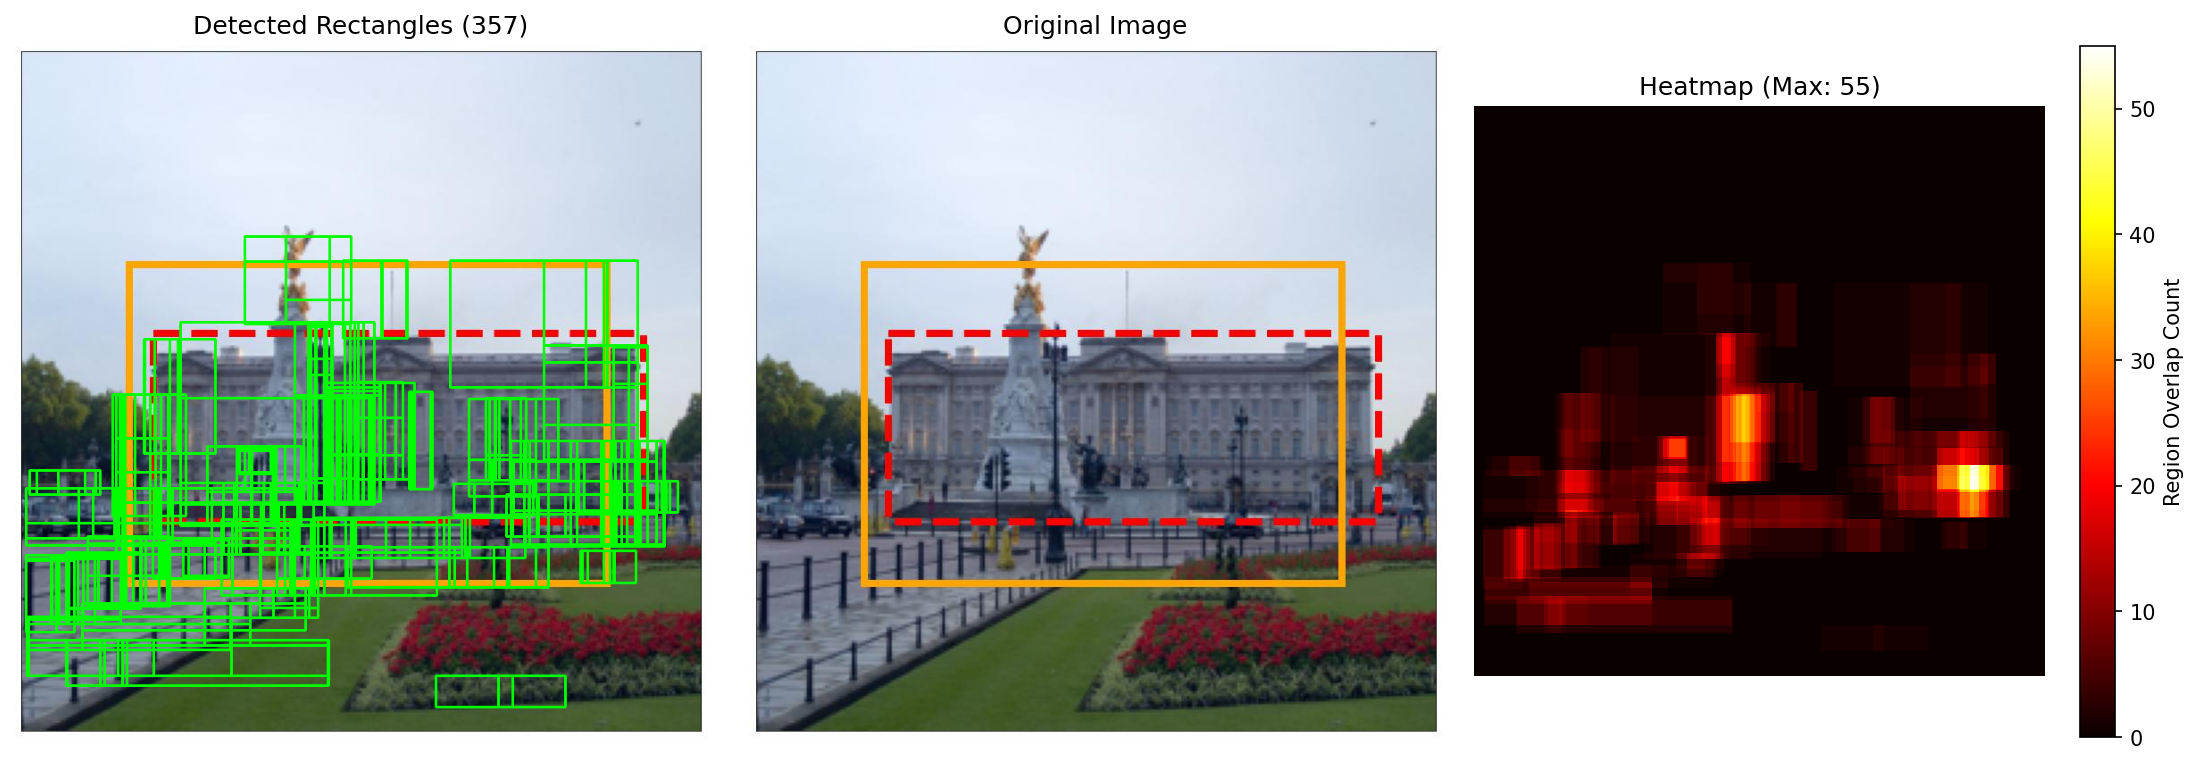 Detected Rectangles (357)
Original Image
Heatmap (Max: 55)
50
40
30
20
10
0
Region Overlap Count